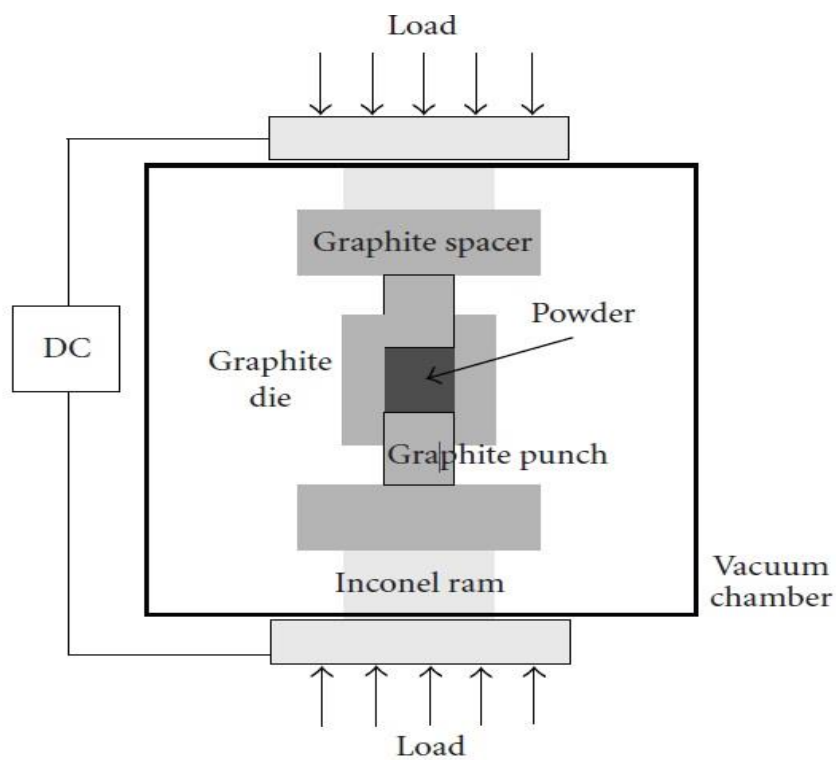 Load
Graphite spacer
Powder
DC
Graphite
die
Graphite punch
Vacuum
chamber
Inconel ram
Load